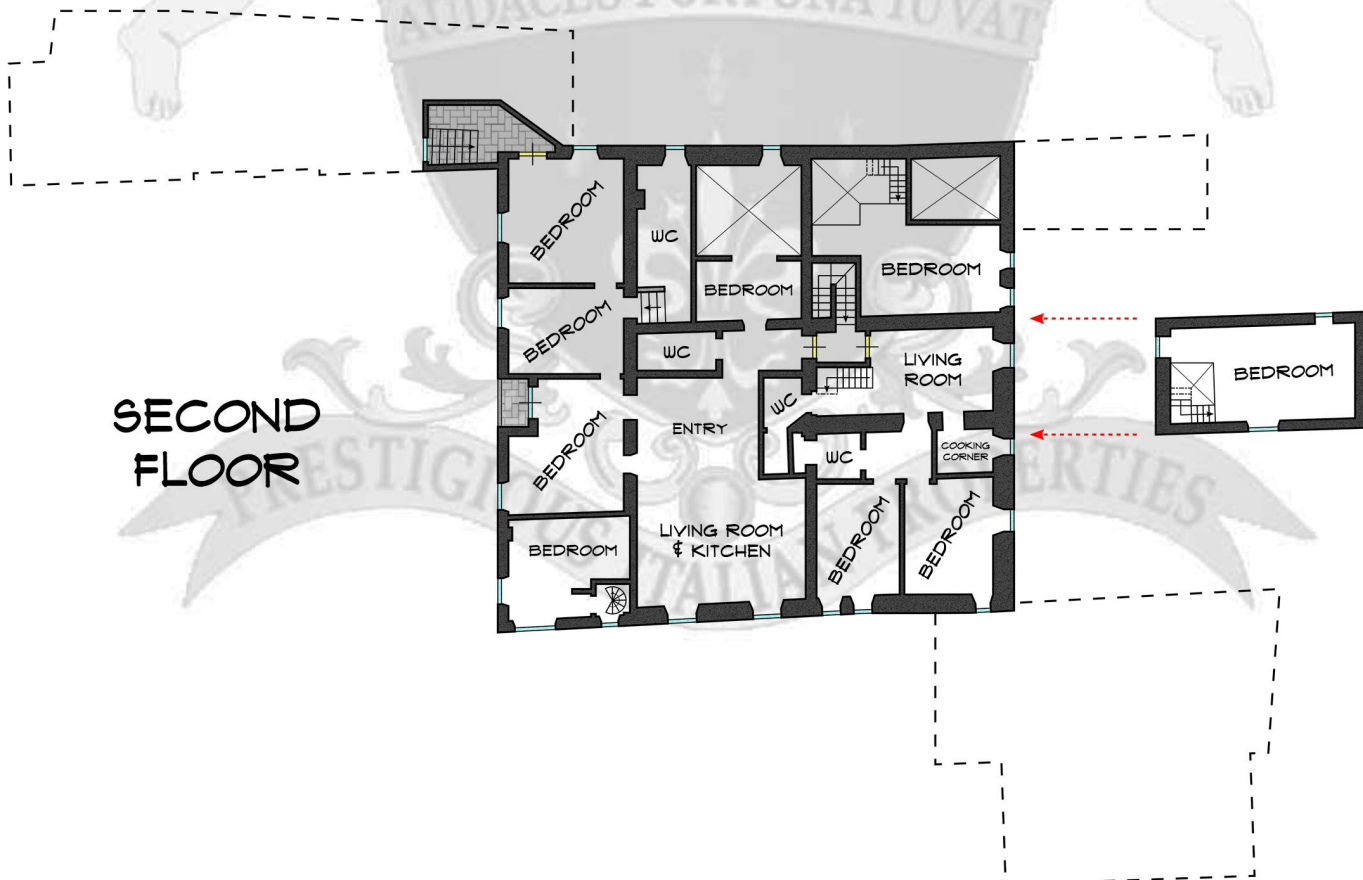 AUDACES FORTUNA IUVAT
BEDROOM
WC
BEDROOM
BEDROOM
BEDROOM
WC
LIVING
ROOM
BEDROOM
SECOND
FLOOR
BEDROOM
WC
ENTRY
WC
COOKING
CORNER
BEDROOM
LIVING ROOM
& KITCHEN
BEDROOM
BEDROOM
PRESTIGIOUS ITALIAN PROPERTIES